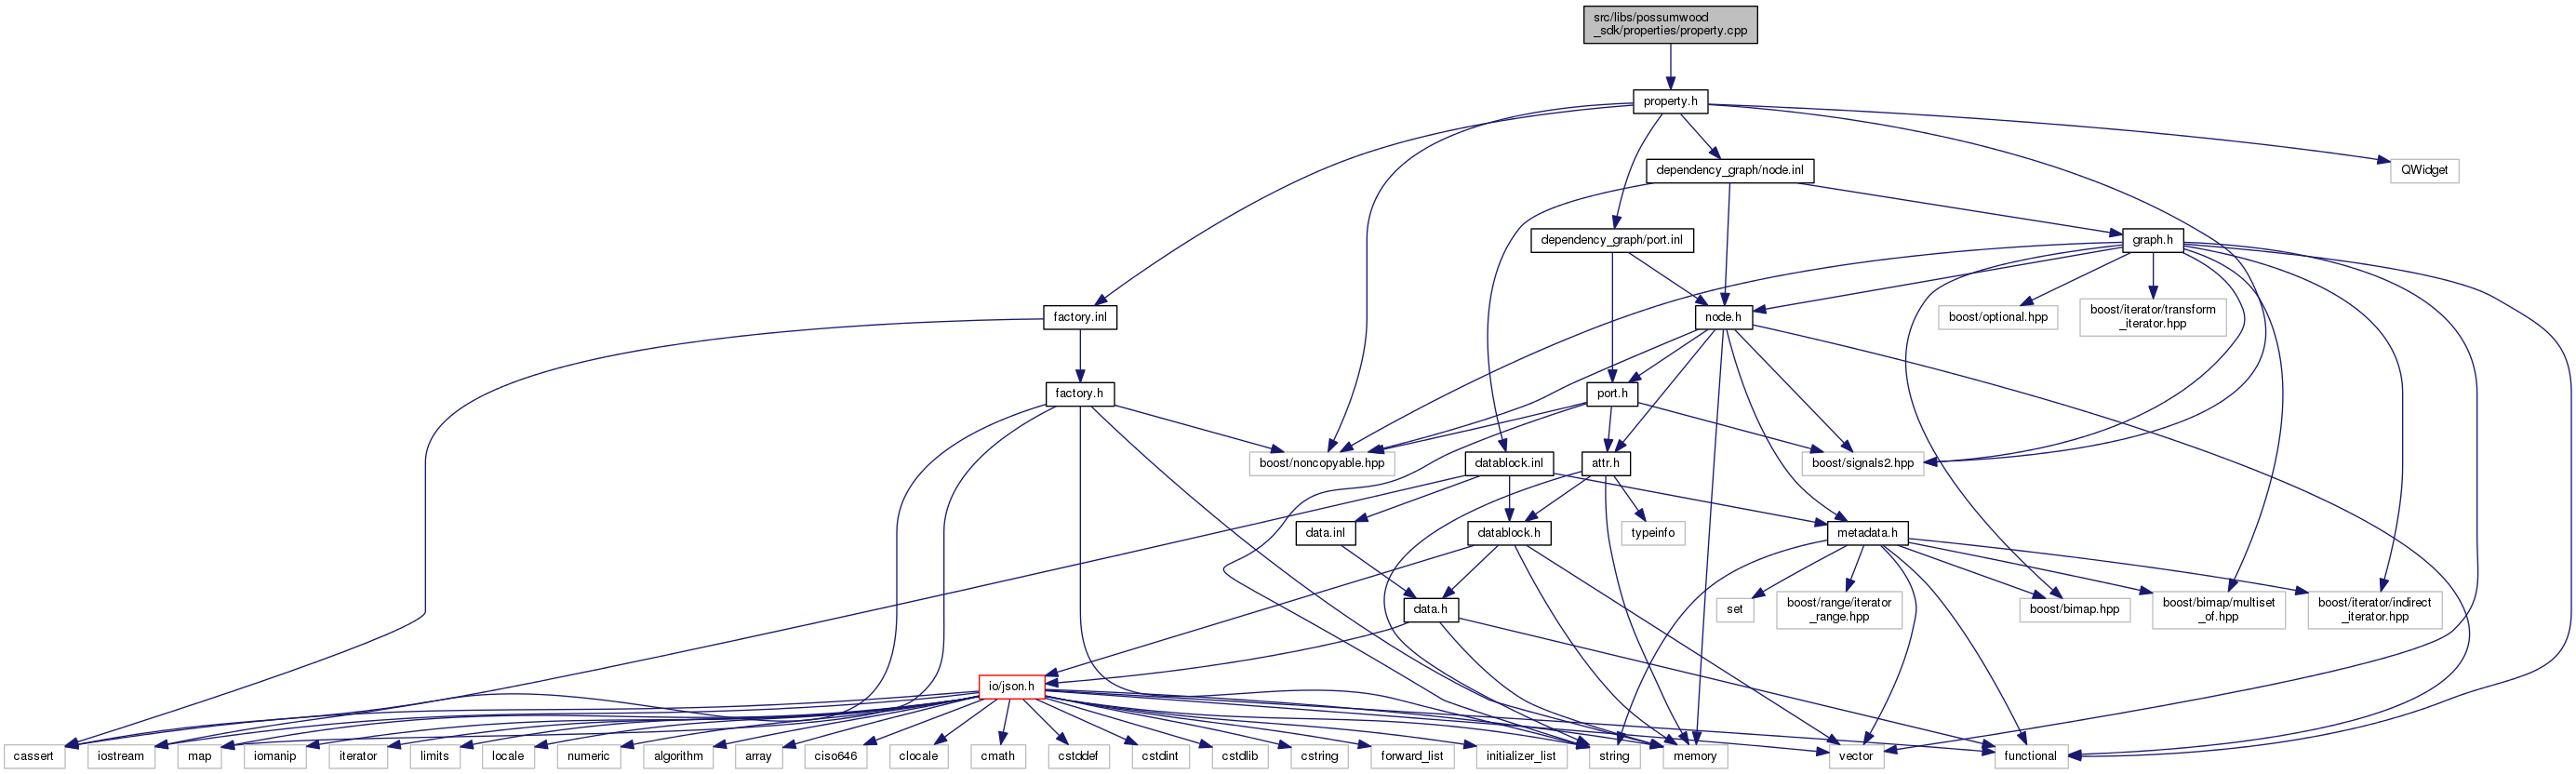 src/libs/possumwood
_sdk/properties/property.cpp
property.h
dependency_graph/node.inl
QWidget
dependency_graph/port.inl
graph.h
factory.inl
node.h
boost/optional.hpp
boost/iterator/transform
_iterator.hpp
factory.h
port.h
boost/noncopyable.hpp
datablock.inl
attr.h
boost/signals2.hpp
data.inl
datablock.h
typeinfo
metadata.h
data.h
set
boost/range/iterator
_range.hpp
boost/bimap.hpp
boost/bimap/multiset
_of.hpp
boost/iterator/indirect
_iterator.hpp
io/json.h
cassert
iostream
map
iomanip
iterator
limits
locale
numeric
algorithm
array
ciso646
clocale
cmath
cstddef
cstdint
cstdlib
cstring
forward_list
initializer_list
string
memory
vector
functional